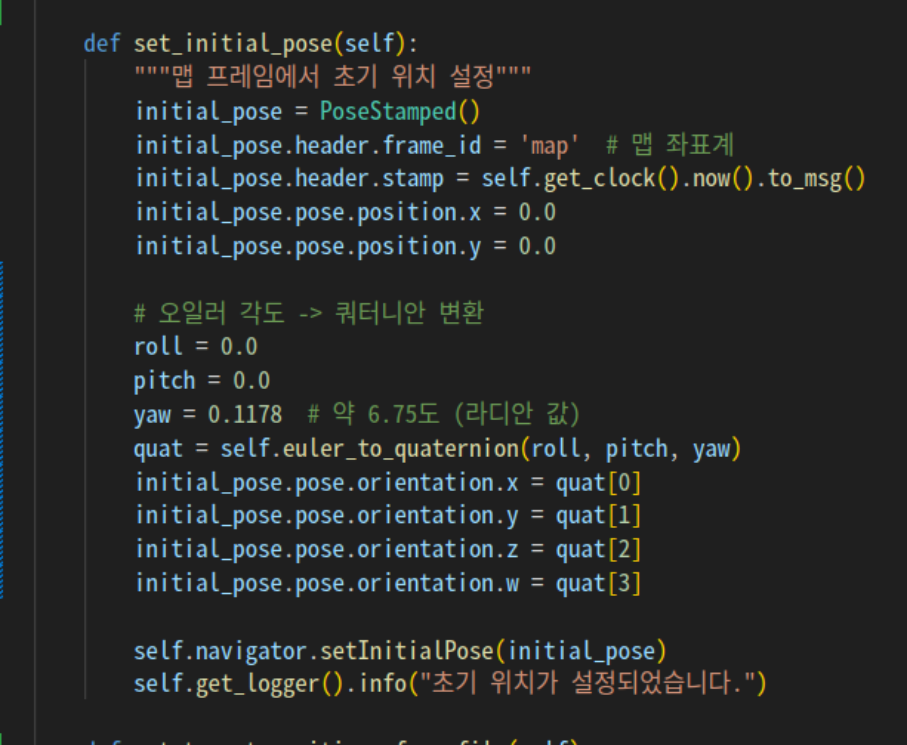 def set_initial_pose(self):
"""맵 프레임에서 초기 위치 설정"""
initial_pose = PoseStamped()
initial_pose.header.frame_id = 'map'  # 맵 좌표계
initial_pose.header.stamp = self.get_clock().now().to_msg()
initial_pose.pose.position.x = 0.0
initial_pose.pose.position.y = 0.0
# 오일러 각도 -> 쿼터니안 변환
roll = 0.0
pitch = 0.0
yaw = 0.1178  # 약 6.75도 (라디안 값)
quat = self.euler_to_quaternion(roll, pitch, yaw)
initial_pose.pose.orientation.x = quat[0]
initial_pose.pose.orientation.y = quat[1]
initial_pose.pose.orientation.z = quat[2]
initial_pose.pose.orientation.w = quat[3]
self.navigator.setInitialPose(initial_pose)
self.get_logger().info("초기 위치가 설정되었습니다.")